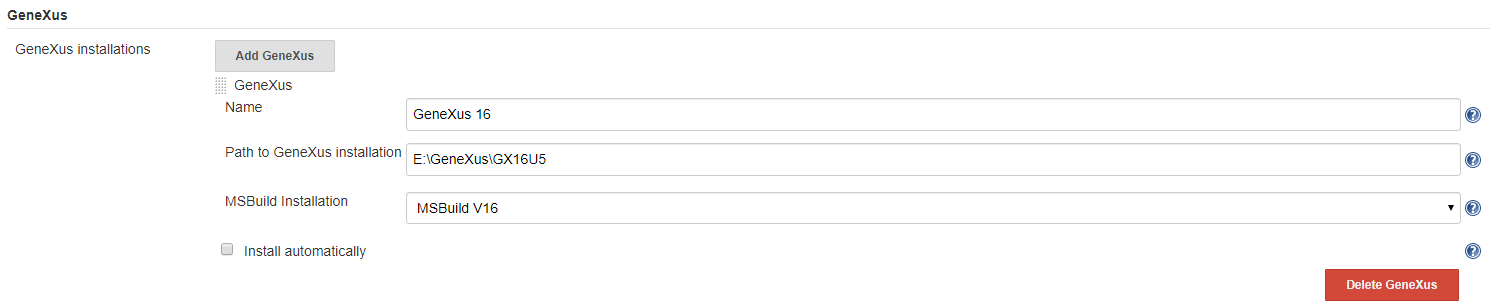 GeneXus
GeneXus installations
Add GeneXus
GeneXus
Name
GeneXus 16
Path to GeneXus installation
E:\GeneXus\GX16U5
MSBuild Installation
MSBuild V16
Install automatically
Delete GeneXus